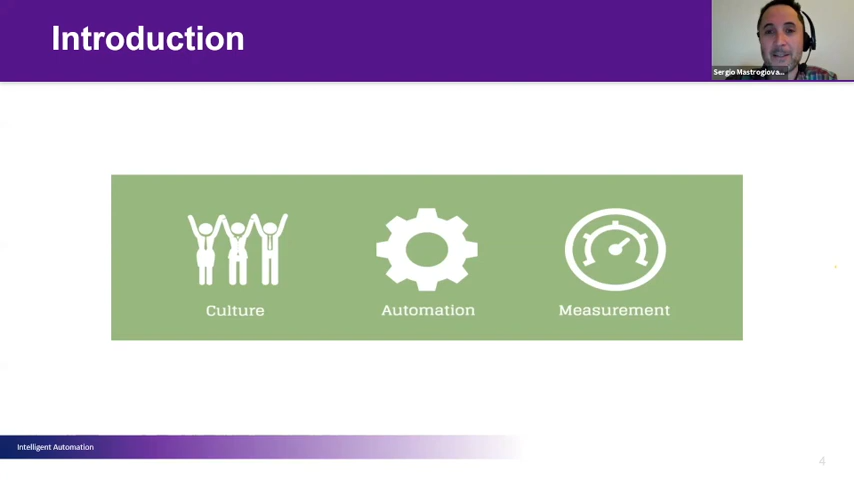 Introduction
Sergio Mastrogiova...
Culture
Automation
Measurement
Intelligent Automation
4